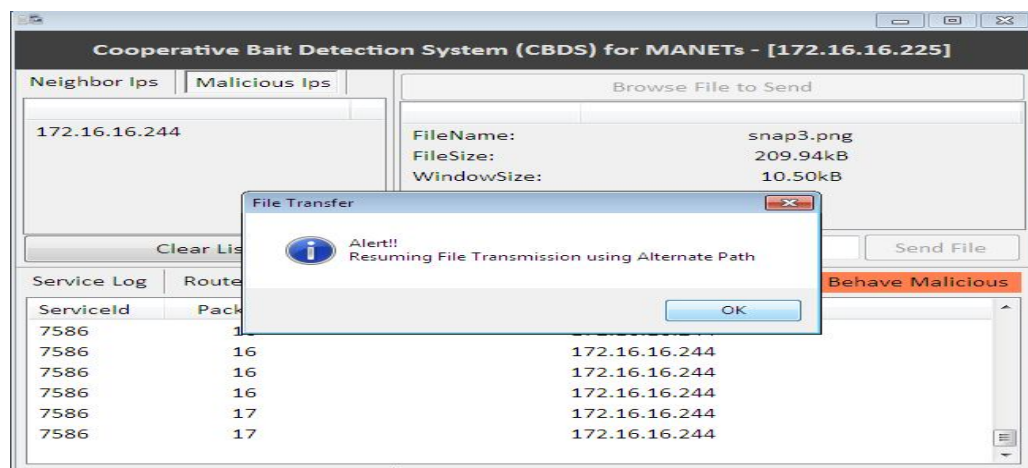 Cooperative Bait Detection System (CBDS) for MANETs - [172.16.16.225]
Neighbor Ips Malicious Ips
Browse File to Send
172.16.16.244
FileName: snap3.png
FileSize: 209.94kB
WindowSize: 10.50kB
File Transfer
Alert!!
Resuming File Transmission using Alternate Path
OK
Clear Lis
Send File
Service Log Route
Behave Malicious
ServiceId Pack
7586
7586 16 172.16.16.244
7586 16 172.16.16.244
7586 16 172.16.16.244
7586 17 172.16.16.244
7586 17 172.16.16.244